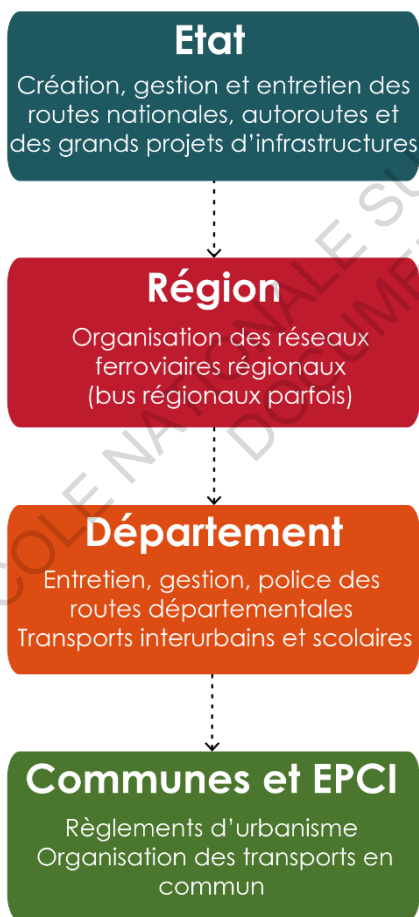 Etat
Création, gestion et entretien des
routes nationales, autoroutes et
des grands projets d'infrastructures
Région
Organisation des réseaux
ferroviaires régionaux
(bus régionaux parfois)
Département
Entretien, gestion, police des
routes départementales
Transports interurbains et scolaires
Communes et EPCI
Règlements d'urbanisme
Organisation des transports en
commun